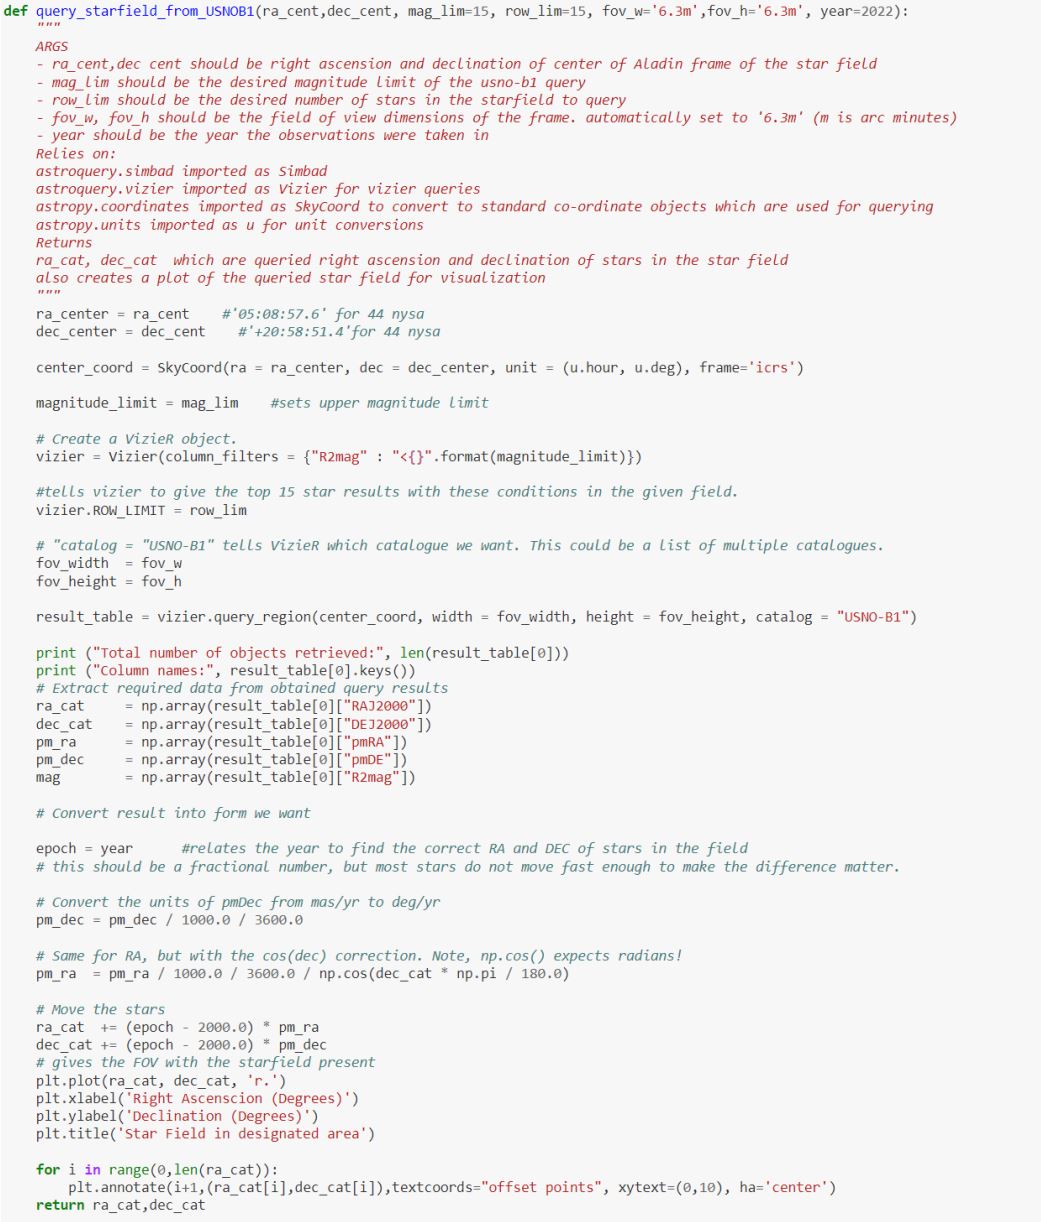 def query_starfield_from_USNOB1(ra_cent,dec_cent, mag_lim=15, row_lim=15, fov_w='6.3m',fov_h='6.3m', year=2022):
    """
    ARGS
    - ra_cent,dec cent should be right ascension and declination of center of Aladin frame of the star field
    - mag_lim should be the desired magnitude limit of the usno-b1 query
    - row_lim should be the desired number of stars in the starfield to query
    - fov_w, fov_h should be the field of view dimensions of the frame. automatically set to '6.3m' (m is arc minutes)
    - year should be the year the observations were taken in
    Relies on:
    astroquery.simbad imported as Simbad
    astroquery.vizier imported as Vizier for vizier queries
    astropy.coordinates imported as SkyCoord to convert to standard co-ordinate objects which are used for querying
    astropy.units imported as u for unit conversions
    Returns
    ra_cat, dec_cat  which are queried right ascension and declination of stars in the star field
    also creates a plot of the queried star field for visualization
    """
    ra_center = ra_cent    #'05:08:57.6' for 44 nysa
    dec_center = dec_cent    #'+20:58:51.4'for 44 nysa

    center_coord = SkyCoord(ra = ra_center, dec = dec_center, unit = (u.hour, u.deg), frame='icrs')

    magnitude_limit = mag_lim    #sets upper magnitude limit

    # Create a VizieR object.
    vizier = Vizier(column_filters = {"R2mag" : "<{}".format(magnitude_limit)})

    #tells vizier to give the top 15 star results with these conditions in the given field.
    vizier.ROW_LIMIT = row_lim

    # "catalog = "USNO-B1" tells VizieR which catalogue we want. This could be a list of multiple catalogues.
    fov_width  = fov_w
    fov_height = fov_h

    result_table = vizier.query_region(center_coord, width = fov_width, height = fov_height, catalog = "USNO-B1")

    print ("Total number of objects retrieved:", len(result_table[0]))
    print ("Column names:", result_table[0].keys())
    # Extract required data from obtained query results
    ra_cat     = np.array(result_table[0]["RAJ2000"])
    dec_cat    = np.array(result_table[0]["DEJ2000"])
    pm_ra      = np.array(result_table[0]["pmRA"])
    pm_dec     = np.array(result_table[0]["pmDE"])
    mag        = np.array(result_table[0]["R2mag"])

    # Convert result into form we want

    epoch = year      #relates the year to find the correct RA and DEC of stars in the field
    # this should be a fractional number, but most stars do not move fast enough to make the difference matter.

    # Convert the units of pmDec from mas/yr to deg/yr
    pm_dec = pm_dec / 1000.0 / 3600.0

    # Same for RA, but with the cos(dec) correction. Note, np.cos() expects radians!
    pm_ra  = pm_ra / 1000.0 / 3600.0 / np.cos(dec_cat * np.pi / 180.0)

    # Move the stars
    ra_cat  += (epoch - 2000.0) * pm_ra
    dec_cat += (epoch - 2000.0) * pm_dec
    # gives the FOV with the starfield present
    plt.plot(ra_cat, dec_cat, 'r.')
    plt.xlabel('Right Ascenscion (Degrees)')
    plt.ylabel('Declination (Degrees)')
    plt.title('Star Field in designated area')

    for i in range(0,len(ra_cat)):
        plt.annotate(i+1,(ra_cat[i],dec_cat[i]),textcoords="offset points", xytext=(0,10), ha='center')
    return ra_cat,dec_cat